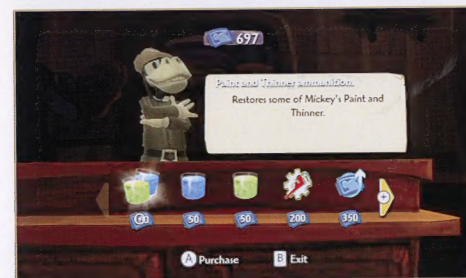 697
Paint and Thinner ammunition.
Restores some of Mickey's Paint and
Thinner.
50 50 200 350
A Purchase B Exit